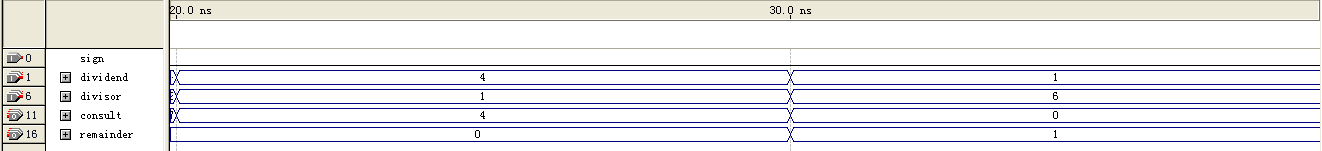 20.0 ns 30.0 ns
0 sign
1 dividend 4 1
6 divisor 1 6
11 consult 4 0
16 remainder 0 1